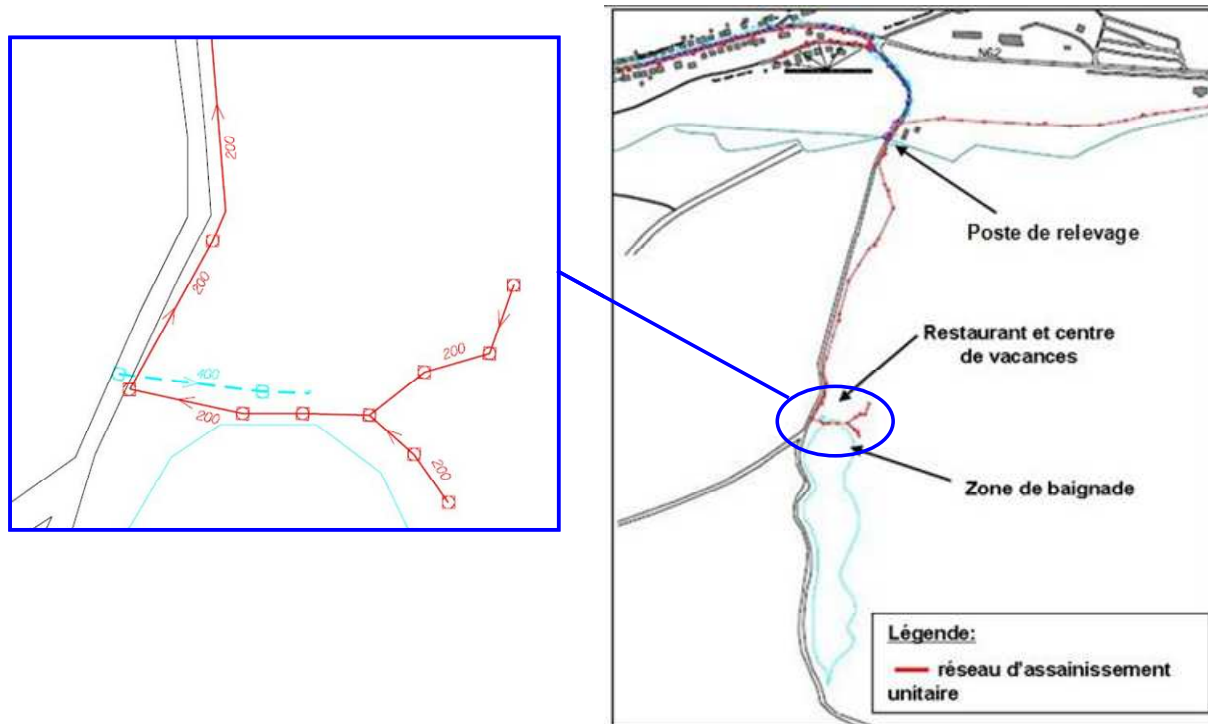 200
200
400
200
200
200
N62
Poste de relevage
Restaurant et centre
de vacances
Zone de baignade
Légende:
réseau d'assainissement
unitaire